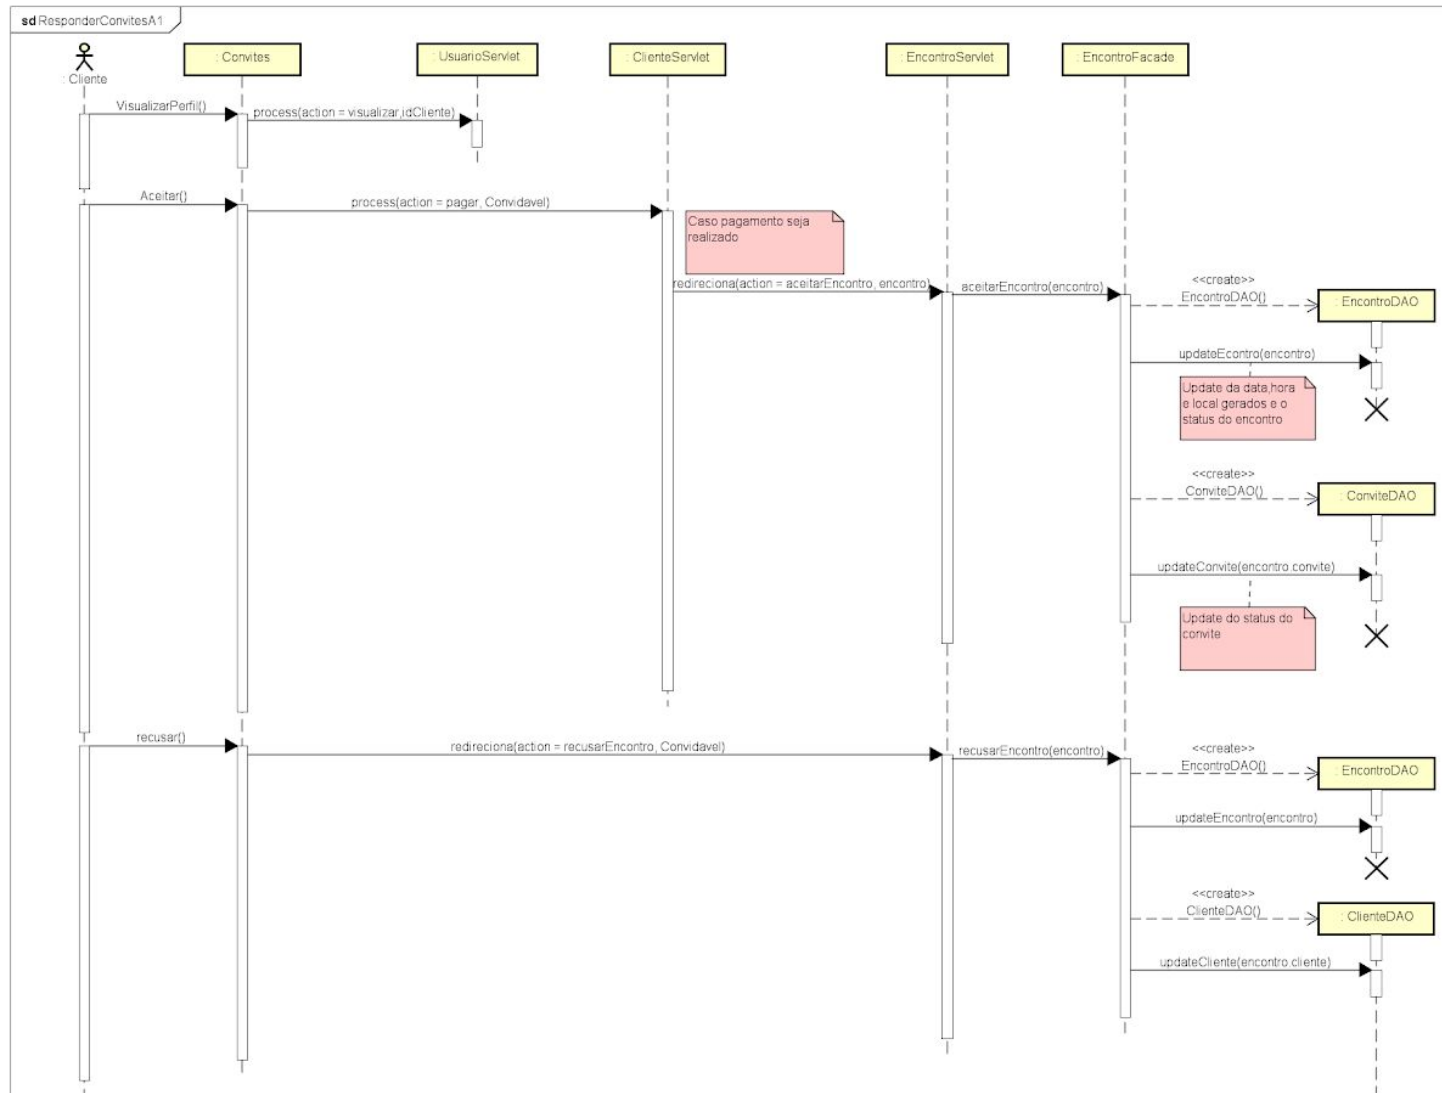 sd ResponderConvitesA1
: Cliente
: Convites
: UsuarioServlet
: ClienteServlet
: EncontroServlet
: EncontroFacade
VisualizarPerfil()
process(action = visualizar,idCliente)
Aceitar()
process(action = pagar, Convidavel)
Caso pagamento seja
realizado
redireciona(action = aceitarEncontro, encontro)
aceitarEncontro(encontro)
<<create>>
EncontroDAO()
: EncontroDAO
updateEcontro(encontro)
Update da data,hora
e local gerados e o
status do encontro
<<create>>
ConviteDAO()
: ConviteDAO
updateConvite(encontro.convite)
Update do status do
convite
recusar()
redireciona(action = recusarEncontro, Convidavel)
recusarEncontro(encontro)
<<create>>
EncontroDAO()
: EncontroDAO
updateEncontro(encontro)
<<create>>
ClienteDAO()
: ClienteDAO
updateCliente(encontro.cliente)